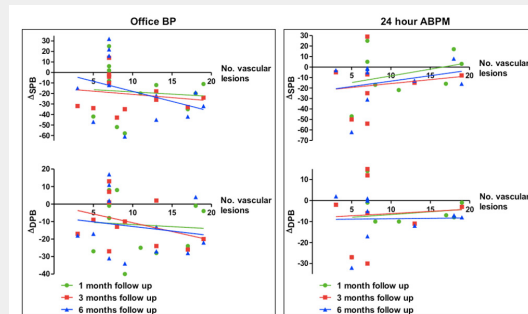 Office BP
24 hour ABPM
30
20
10
0
-10
-20
-30
-40
-50
-60
ΔSPB
5
10
15
20
No. vascular
lesions
30
20
10
0
-10
-20
-30
-40
-50
-60
-70
ΔSPB
5
10
15
20
No. vascular
lesions
20
10
0
-10
-20
-30
-40
ΔDPB
5
10
15
20
No. vascular
lesions
20
10
0
-10
-20
-30
ΔDPB
5
10
15
20
No. vascular
lesions
1 month follow up
3 months follow up
6 months follow up
1 month follow up
3 months follow up
6 months follow up